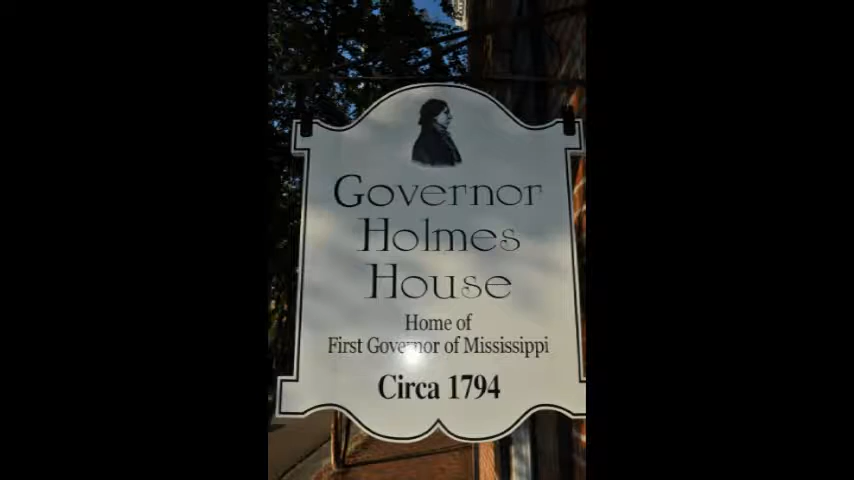 Governor
Holmes
House
Home of
First Governor of Mississippi
Circa 1794